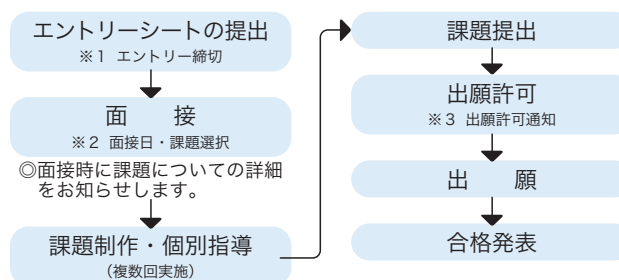 エントリーシートの提出
※1 エントリー締切
面　　接
※2 面接日・課題選択
◎面接時に課題についての詳細
をお知らせします。
課題制作・個別指導
（複数回実施）
課題提出
出願許可
※3 出願許可通知
出　　願
合格発表